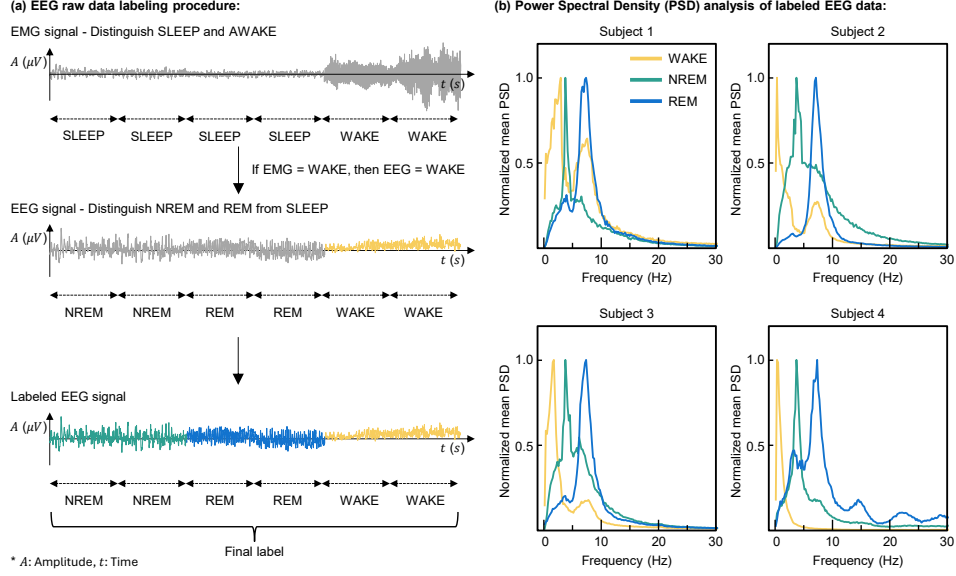 (a) EEG raw data labeling procedure:
EMG signal - Distinguish SLEEP and AWAKE
A (μV)
t (s)
SLEEP SLEEP SLEEP SLEEP WAKE WAKE
If EMG = WAKE, then EEG = WAKE
EEG signal - Distinguish NREM and REM from SLEEP
A (μV)
t (s)
NREM NREM REM REM WAKE WAKE
Labeled EEG signal
A (μV)
t (s)
NREM NREM REM REM WAKE WAKE
Final label
* A: Amplitude, t: Time
(b) Power Spectral Density (PSD) analysis of labeled EEG data:
Subject 1
WAKE
NREM
REM
Normalized mean PSD
1.0
0.5
0 10 20 30
Frequency (Hz)
Subject 2
Normalized mean PSD
1.0
0.5
0 10 20 30
Frequency (Hz)
Subject 3
Normalized mean PSD
1.0
0.5
0 10 20 30
Frequency (Hz)
Subject 4
Normalized mean PSD
1.0
0.5
0 10 20 30
Frequency (Hz)